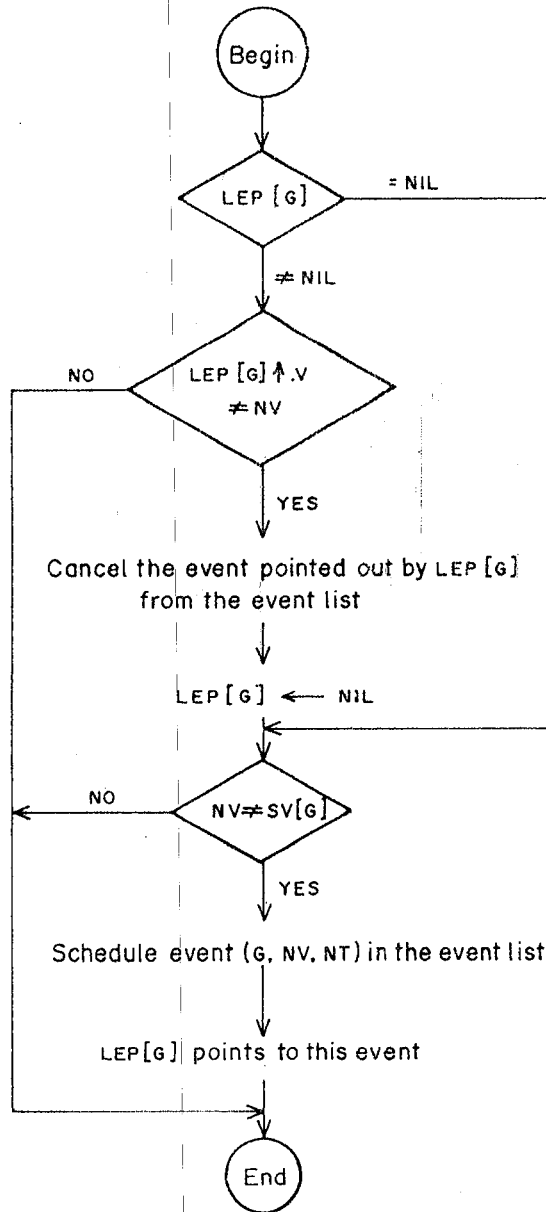 Begin
LEP [G]
= NIL
≠ NIL
NO
LEP [G]↑.V
≠ NV
YES
Cancel the event pointed out by LEP [G]
from the event list
LEP[G] ← NIL
NO
NV≠SV[G]
YES
Schedule event (G, NV, NT) in the event list
LEP[G] points to this event
End